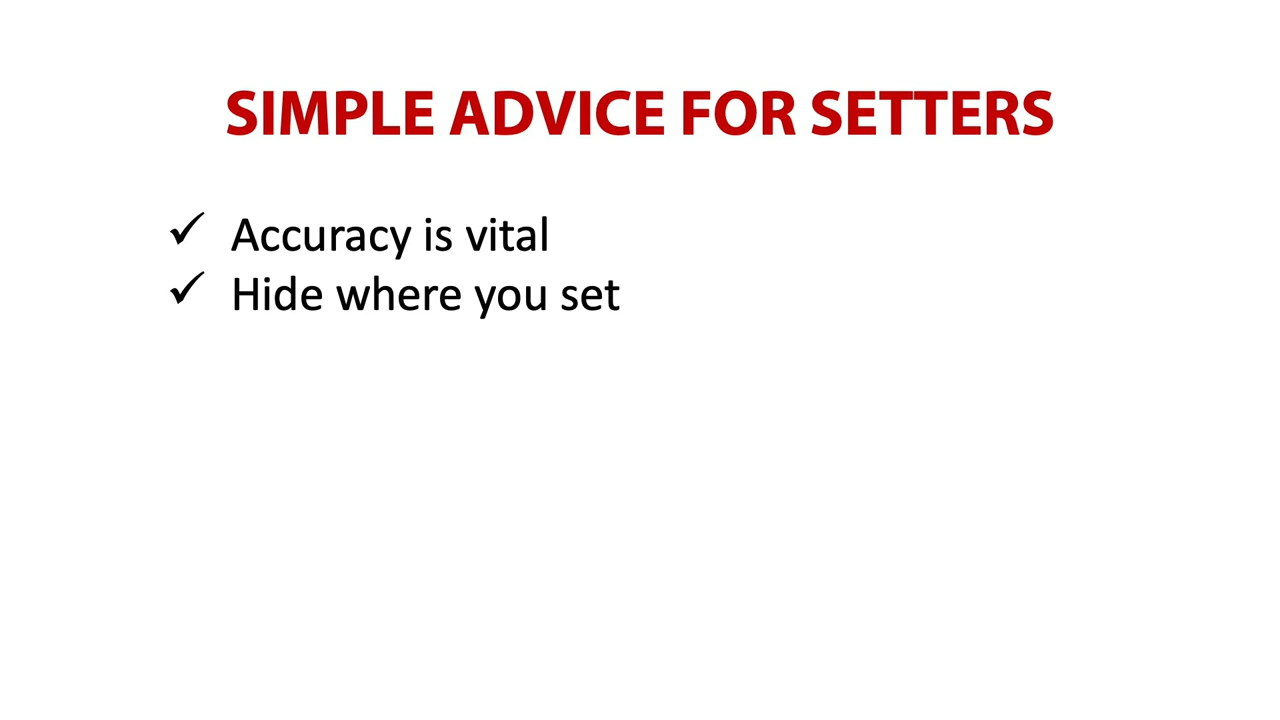 SIMPLE ADVICE FOR SETTERS
✓ Accuracy is vital
✓ Hide where you set